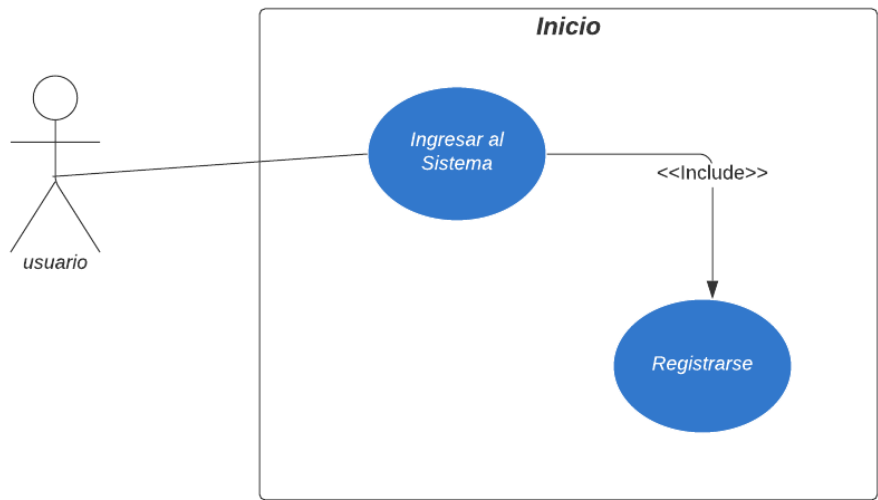 Inicio
Ingresar al
Sistema
<<Include>>
usuario
Registrarse